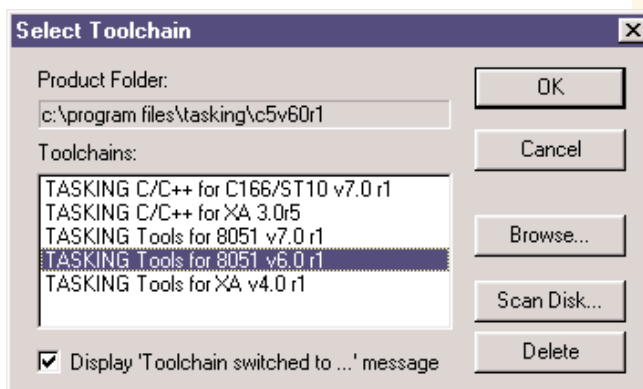 Select Toolchain
Product Folder:
c:\program files\tasking\c5v60r1
Toolchains:
TASKING C/C++ for C166/ST10 v7.0 r1
TASKING C/C++ for XA 3.0r5
TASKING Tools for 8051 v7.0 r1
TASKING Tools for 8051 v6.0 r1
TASKING Tools for XA v4.0 r1
Display 'Toolchain switched to ...' message
OK
Cancel
Browse...
Scan Disk...
Delete